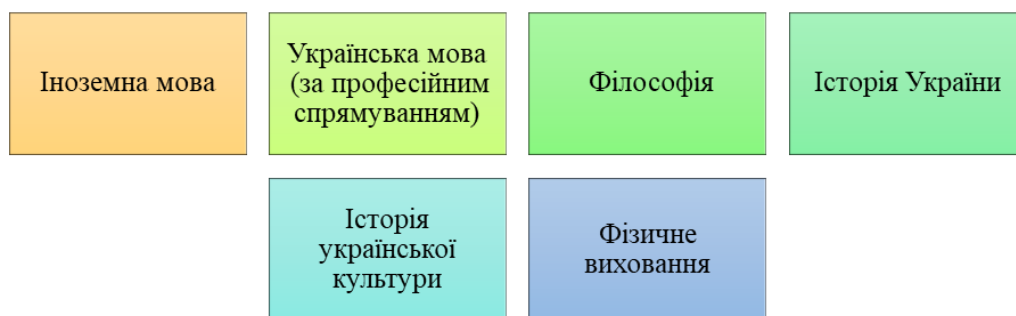 Іноземна мова
Українська мова
(за професійним
спрямуванням)
Філософія
Історія України
Історія
української
культури
Фізичне
виховання